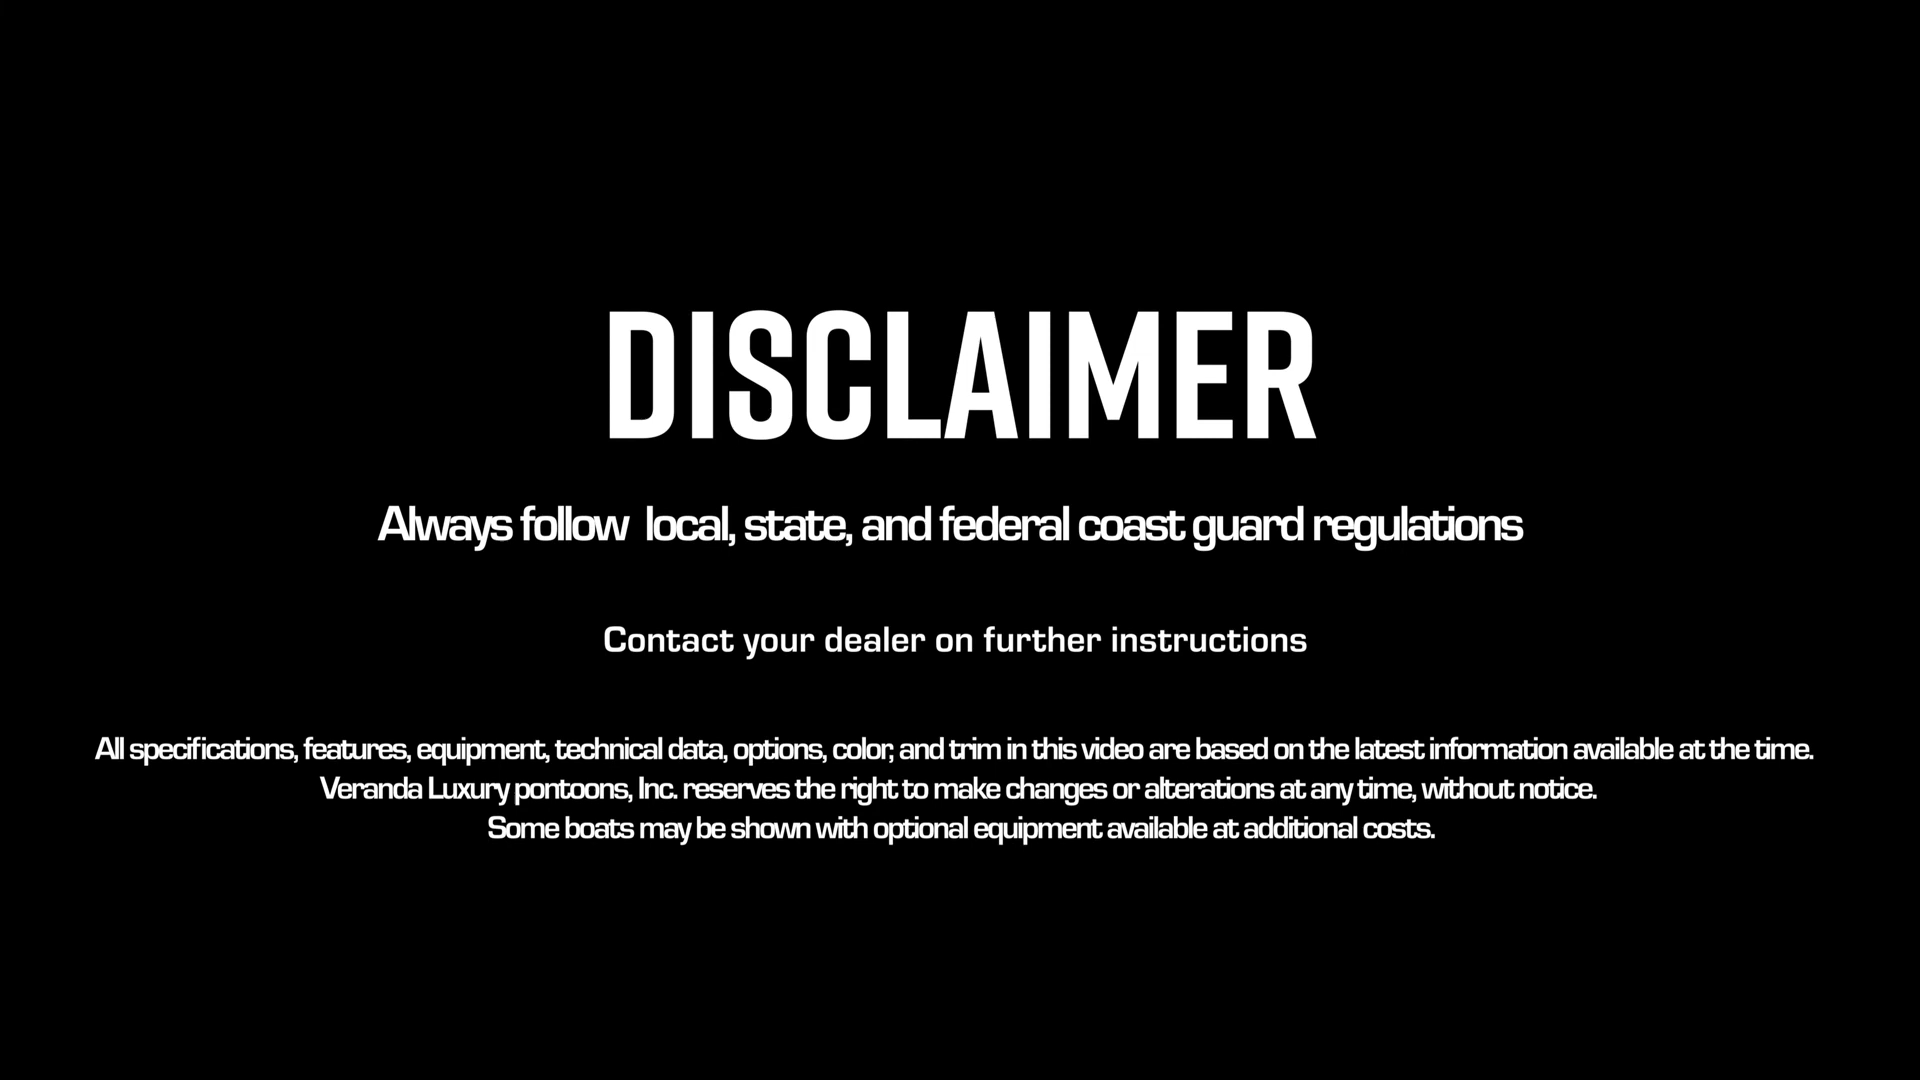 DISCLAIMER
Always follow local, state, and federal coast guard regulations
Contact your dealer on further instructions
All specifications, features, equipment, technical data, options, color, and trim in this video are based on the latest information available at the time.
Veranda Luxury pontoons, Inc. reserves the right to make changes or alterations at any time, without notice.
Some boats may be shown with optional equipment available at additional costs.